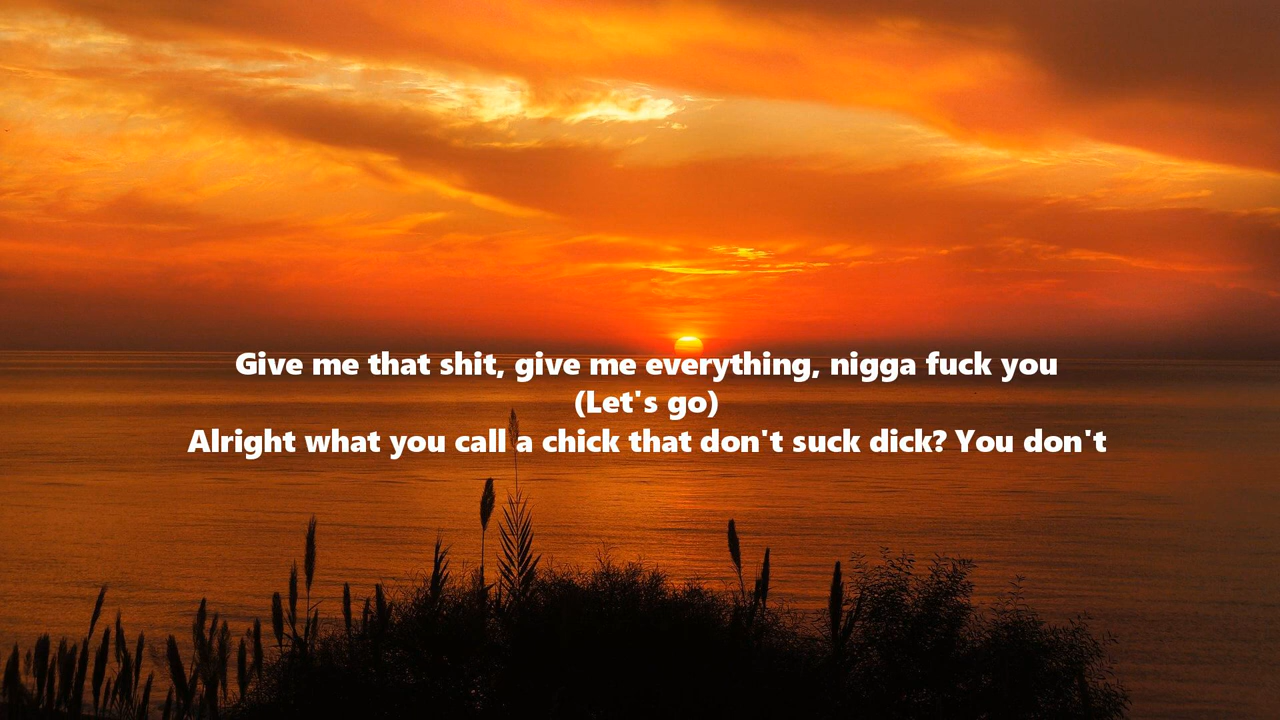 Give me that shit, give me everything, nigga fuck you
(Let's go)
Alright what you call a chick that don't suck dick? You don't